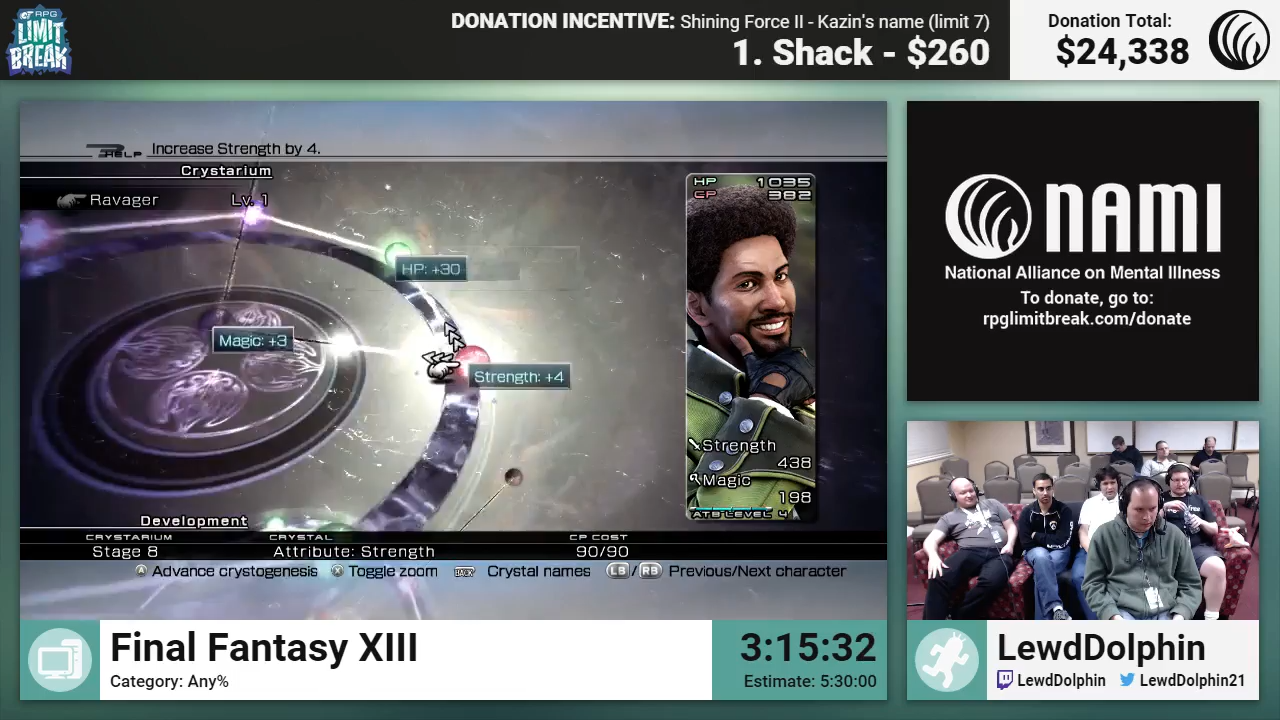 RPG
LIMIT
BREAK
DONATION INCENTIVE: Shining Force II - Kazin's name (limit 7)
1. Shack - $260
Donation Total:
$24,338
HELP Increase Strength by 4.
Crystarium
Ravager Lv. 1
HP: +30
Magic: +3
Strength: +4
HP 1035
CP 382
Strength
438
Magic
198
ATB LEVEL 4
Development
CRYSTARIUM CRYSTAL CP COST
Stage 8 Attribute: Strength 90/90
A Advance crystogenesis X Toggle zoom BACK Crystal names LB/RB Previous/Next character
NAMI
National Alliance on Mental Illness
To donate, go to:
rpglimitbreak.com/donate
Final Fantasy XIII
Category: Any%
3:15:32
Estimate: 5:30:00
LewdDolphin
LewdDolphin LewdDolphin21